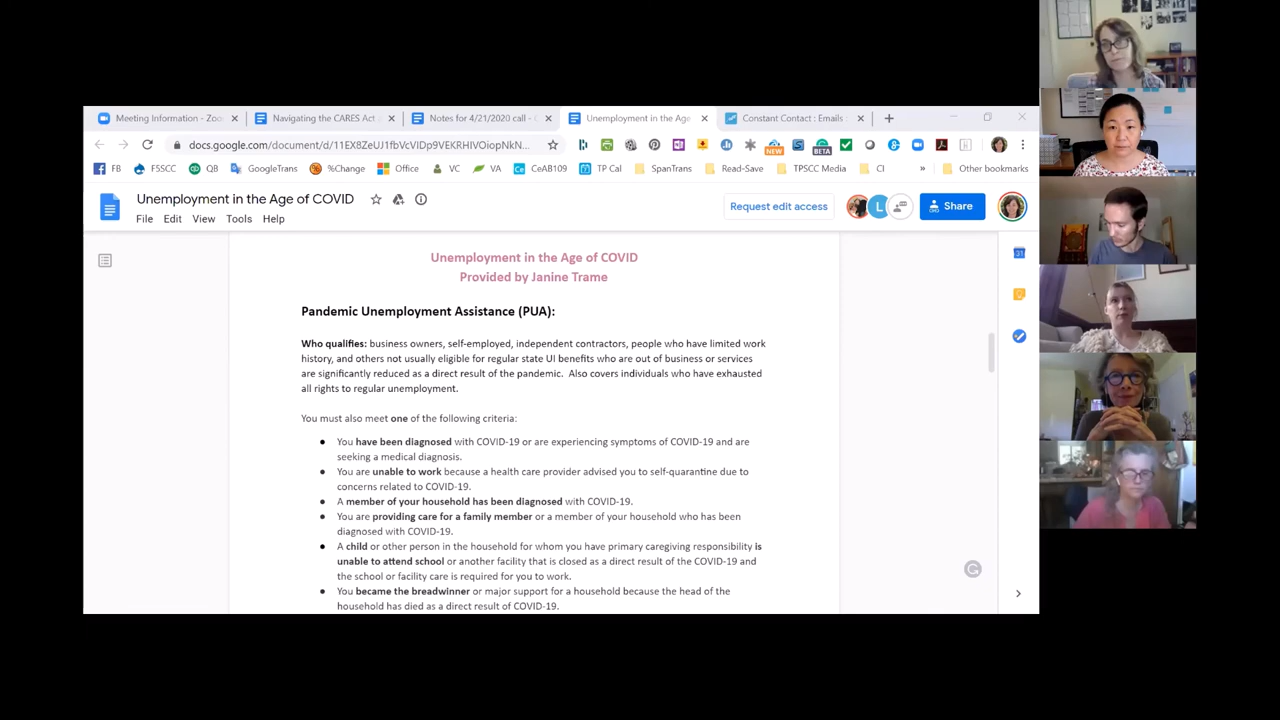 Meeting Information - Zoo
Navigating the CARES Act
Notes for 4/21/2020 call -
Unemployment in the Age
Constant Contact : Emails :
docs.google.com/document/d/11EX8ZeUJ1fbVcVIDp9VEKRHIVOiopNkN...
NEW
BETA
FB
FSSCC
QB
GoogleTrans
%Change
Office
VC
VA
CeAB109
TP Cal
SpanTrans
Read-Save
TPSCC Media
CI
»
Other bookmarks
Unemployment in the Age of COVID
File Edit View Tools Help
Request edit access
L
Share
31
Unemployment in the Age of COVID
Provided by Janine Trame
Pandemic Unemployment Assistance (PUA):
Who qualifies: business owners, self-employed, independent contractors, people who have limited work
history, and others not usually eligible for regular state UI benefits who are out of business or services
are significantly reduced as a direct result of the pandemic. Also covers individuals who have exhausted
all rights to regular unemployment.
You must also meet one of the following criteria:
● You have been diagnosed with COVID-19 or are experiencing symptoms of COVID-19 and are
seeking a medical diagnosis.
● You are unable to work because a health care provider advised you to self-quarantine due to
concerns related to COVID-19.
● A member of your household has been diagnosed with COVID-19.
● You are providing care for a family member or a member of your household who has been
diagnosed with COVID-19.
● A child or other person in the household for whom you have primary caregiving responsibility is
unable to attend school or another facility that is closed as a direct result of the COVID-19 and
the school or facility care is required for you to work.
● You became the breadwinner or major support for a household because the head of the
household has died as a direct result of COVID-19.